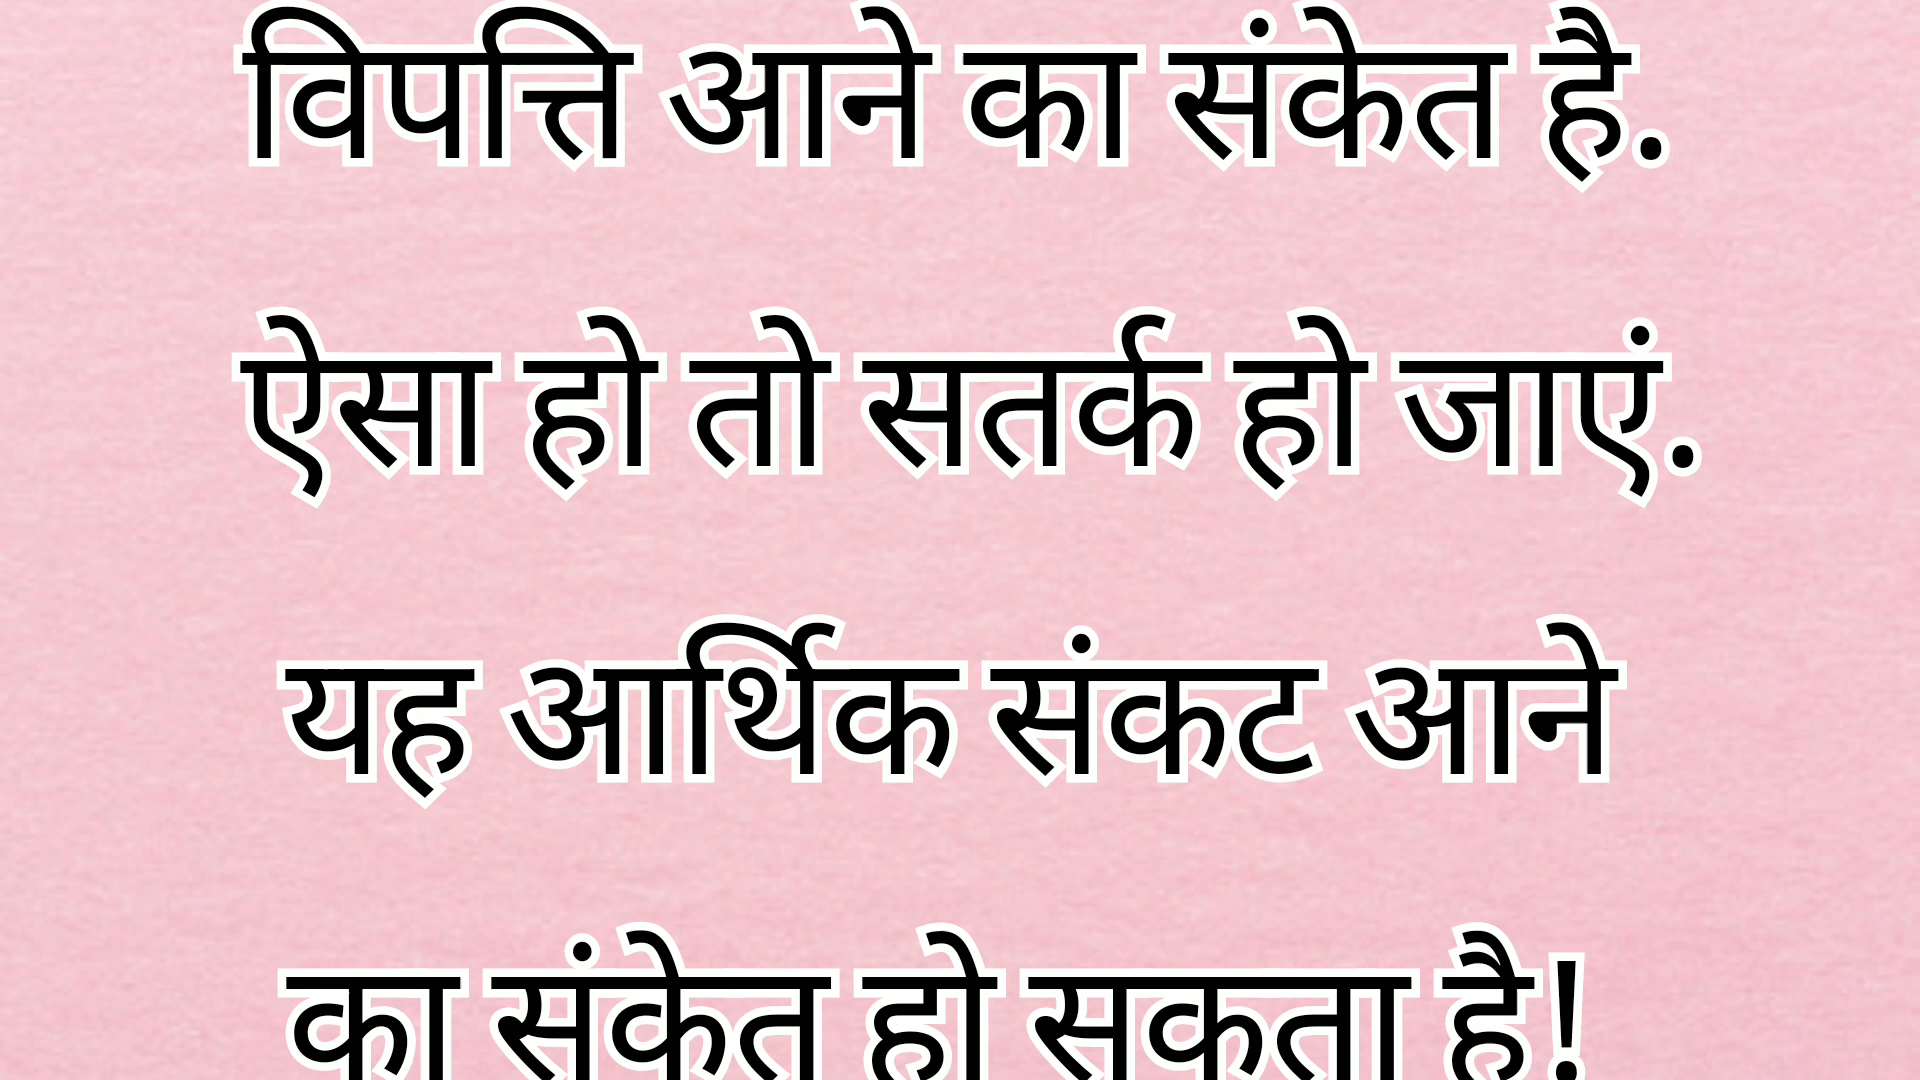 विपत्ति आने का संकेत है.
ऐसा हो तो सतर्क हो जाएं.
यह आर्थिक संकट आने
का संकेत हो सकता है!